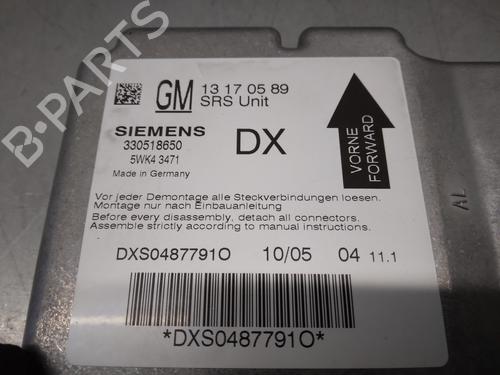 GM 13 17 05 89
SRS Unit
SIEMENS
DX
330518650
5WK4 3471
Made in Germany
VORNE
FORWARD
Vor jeder Demontage alle Steckverbindungen loesen.
Montage nur nach Einbauanleitung
Before every disassembly, detach all connectors.
Assemble strictly according to manual instructions.
DXS0487791O 10/05 04 11.1
*DXS0487791O*
AL
B-PARTS